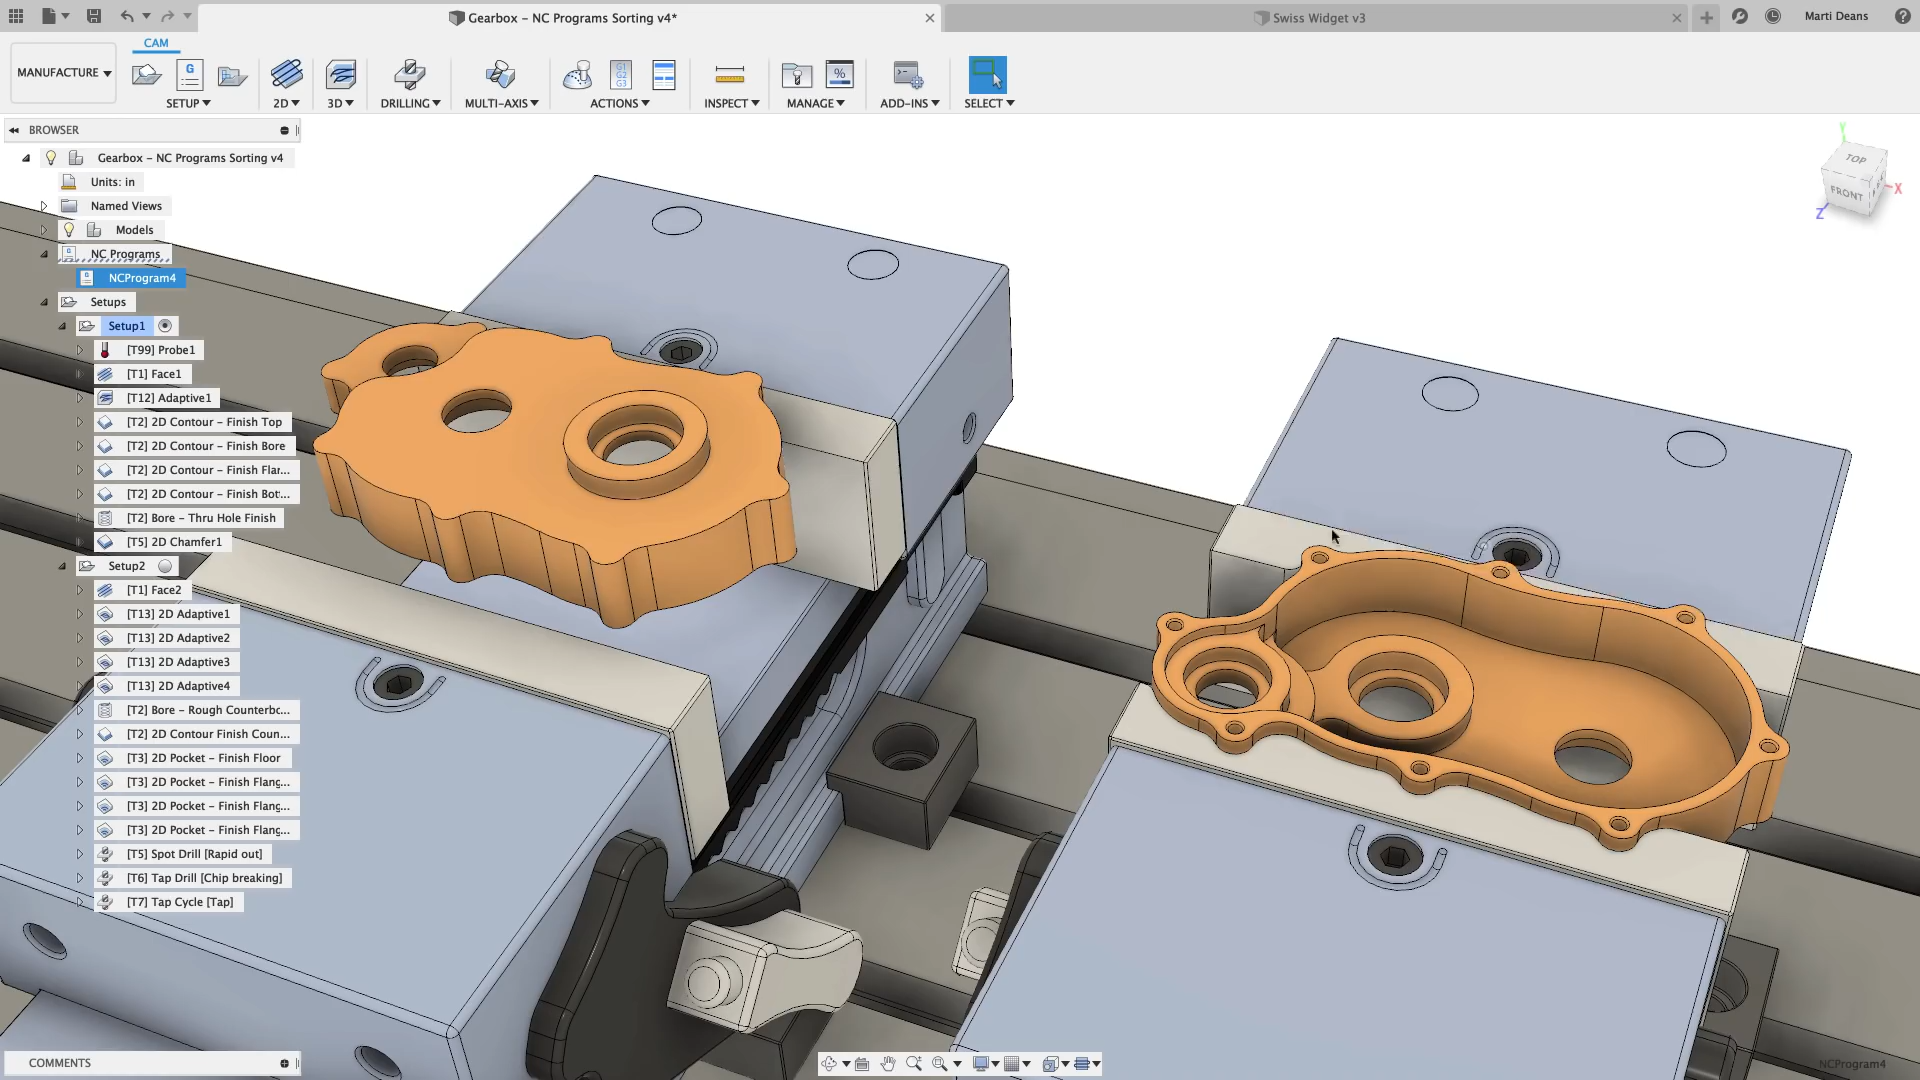 Gearbox – NC Programs Sorting v4*
Swiss Widget v3
Marti Deans
MANUFACTURE
CAM
SETUP
2D
3D
DRILLING
MULTI-AXIS
ACTIONS
INSPECT
MANAGE
ADD-INS
SELECT
G
G1
G2
G3
%
BROWSER
Gearbox – NC Programs Sorting v4
Units: in
Named Views
Models
NC Programs
NCProgram4
Setups
Setup1
[T99] Probe1
[T1] Face1
[T12] Adaptive1
[T2] 2D Contour – Finish Top
[T2] 2D Contour – Finish Bore
[T2] 2D Contour – Finish Flar...
[T2] 2D Contour – Finish Bot...
[T2] Bore – Thru Hole Finish
[T5] 2D Chamfer1
Setup2
[T1] Face2
[T13] 2D Adaptive1
[T13] 2D Adaptive2
[T13] 2D Adaptive3
[T13] 2D Adaptive4
[T2] Bore – Rough Counterbc...
[T2] 2D Contour Finish Coun...
[T3] 2D Pocket – Finish Floor
[T3] 2D Pocket – Finish Flang...
[T3] 2D Pocket – Finish Flang...
[T3] 2D Pocket – Finish Flang...
[T5] Spot Drill [Rapid out]
[T6] Tap Drill [Chip breaking]
[T7] Tap Cycle [Tap]
Y
TOP
FRONT
X
Z
COMMENTS
NCProgram4